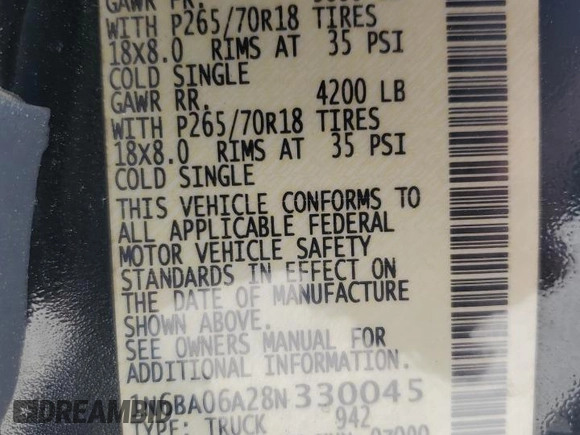 GAWR FR.
WITH P265/70R18 TIRES
18X8.0 RIMS AT 35 PSI
COLD SINGLE
GAWR RR. 4200 LB
WITH P265/70R18 TIRES
18X8.0 RIMS AT 35 PSI
COLD SINGLE
THIS VEHICLE CONFORMS TO
ALL APPLICABLE FEDERAL
MOTOR VEHICLE SAFETY
STANDARDS IN EFFECT ON
THE DATE OF MANUFACTURE
SHOWN ABOVE.
SEE OWNERS MANUAL FOR
ADDITIONAL INFORMATION.
1N6BA06A28N330045
TYPE: TRUCK 942
DREAMBID